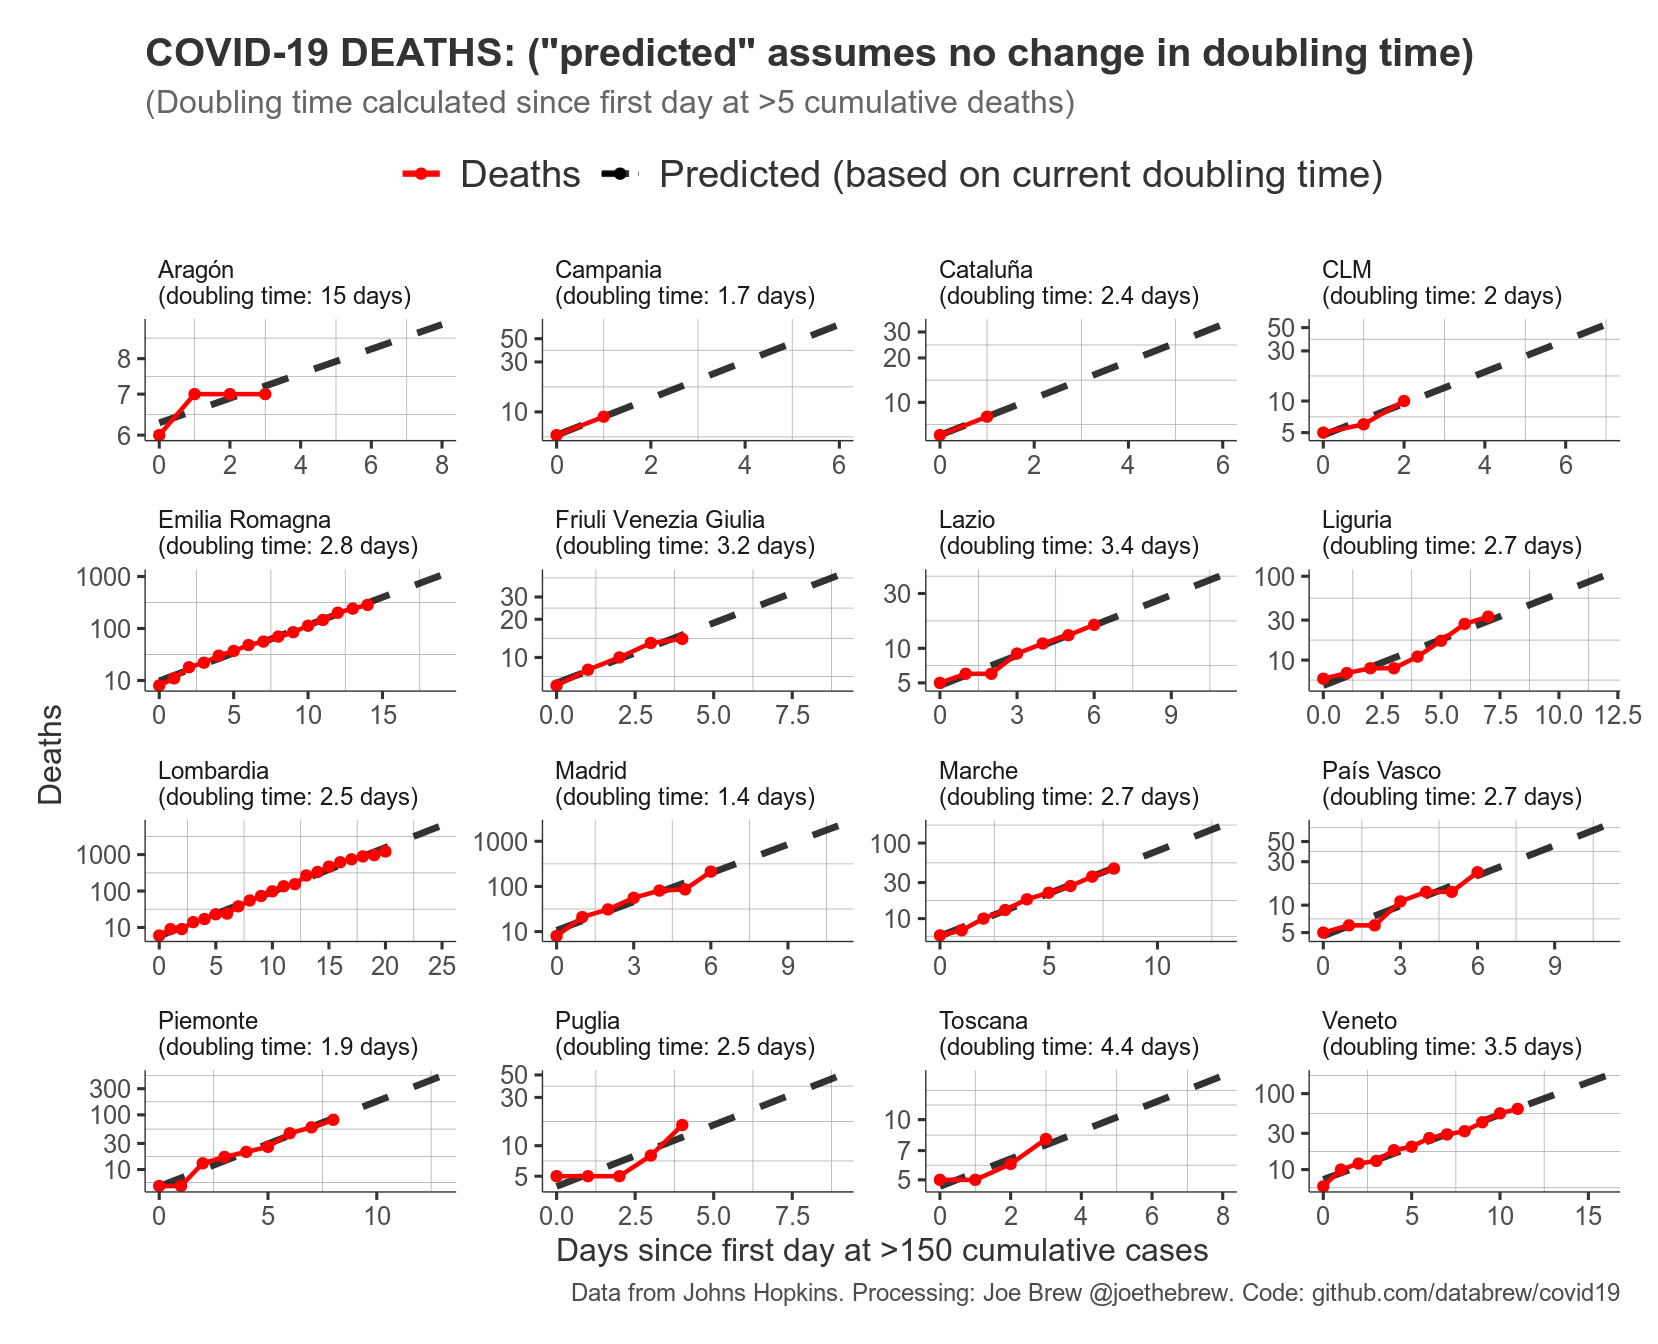 COVID-19 DEATHS: ("predicted" assumes no change in doubling time)
(Doubling time calculated since first day at >5 cumulative deaths)
Deaths Predicted (based on current doubling time)
Aragón
(doubling time: 15 days)
8
7
6
0 2 4 6 8
Campania
(doubling time: 1.7 days)
50
30
10
0 2 4 6
Cataluña
(doubling time: 2.4 days)
30
20
10
0 2 4 6
CLM
(doubling time: 2 days)
50
30
10
5
0 2 4 6
Emilia Romagna
(doubling time: 2.8 days)
1000
100
10
0 5 10 15
Friuli Venezia Giulia
(doubling time: 3.2 days)
30
20
10
0.0 2.5 5.0 7.5
Lazio
(doubling time: 3.4 days)
30
10
5
0 3 6 9
Liguria
(doubling time: 2.7 days)
100
30
10
0.0 2.5 5.0 7.5 10.0 12.5
Lombardia
(doubling time: 2.5 days)
1000
100
10
0 5 10 15 20 25
Madrid
(doubling time: 1.4 days)
1000
100
10
0 3 6 9
Marche
(doubling time: 2.7 days)
100
30
10
0 5 10
País Vasco
(doubling time: 2.7 days)
50
30
10
5
0 3 6 9
Piemonte
(doubling time: 1.9 days)
300
100
30
10
0 5 10
Puglia
(doubling time: 2.5 days)
50
30
10
5
0.0 2.5 5.0 7.5
Toscana
(doubling time: 4.4 days)
10
7
5
0 2 4 6 8
Veneto
(doubling time: 3.5 days)
100
30
10
0 5 10 15
Deaths
Days since first day at >150 cumulative cases
Data from Johns Hopkins. Processing: Joe Brew @joethebrew. Code: github.com/databrew/covid19